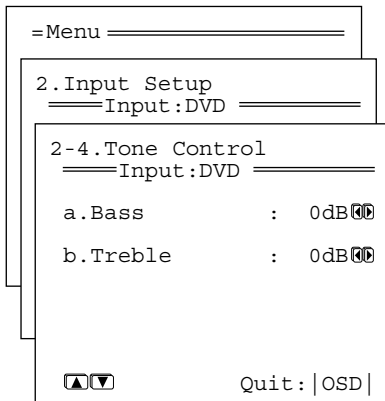 =Menu
2.Input Setup
Input:DVD
2-4.Tone Control
Input:DVD
a.Bass : 0dB
b.Treble : 0dB
Quit:|OSD|